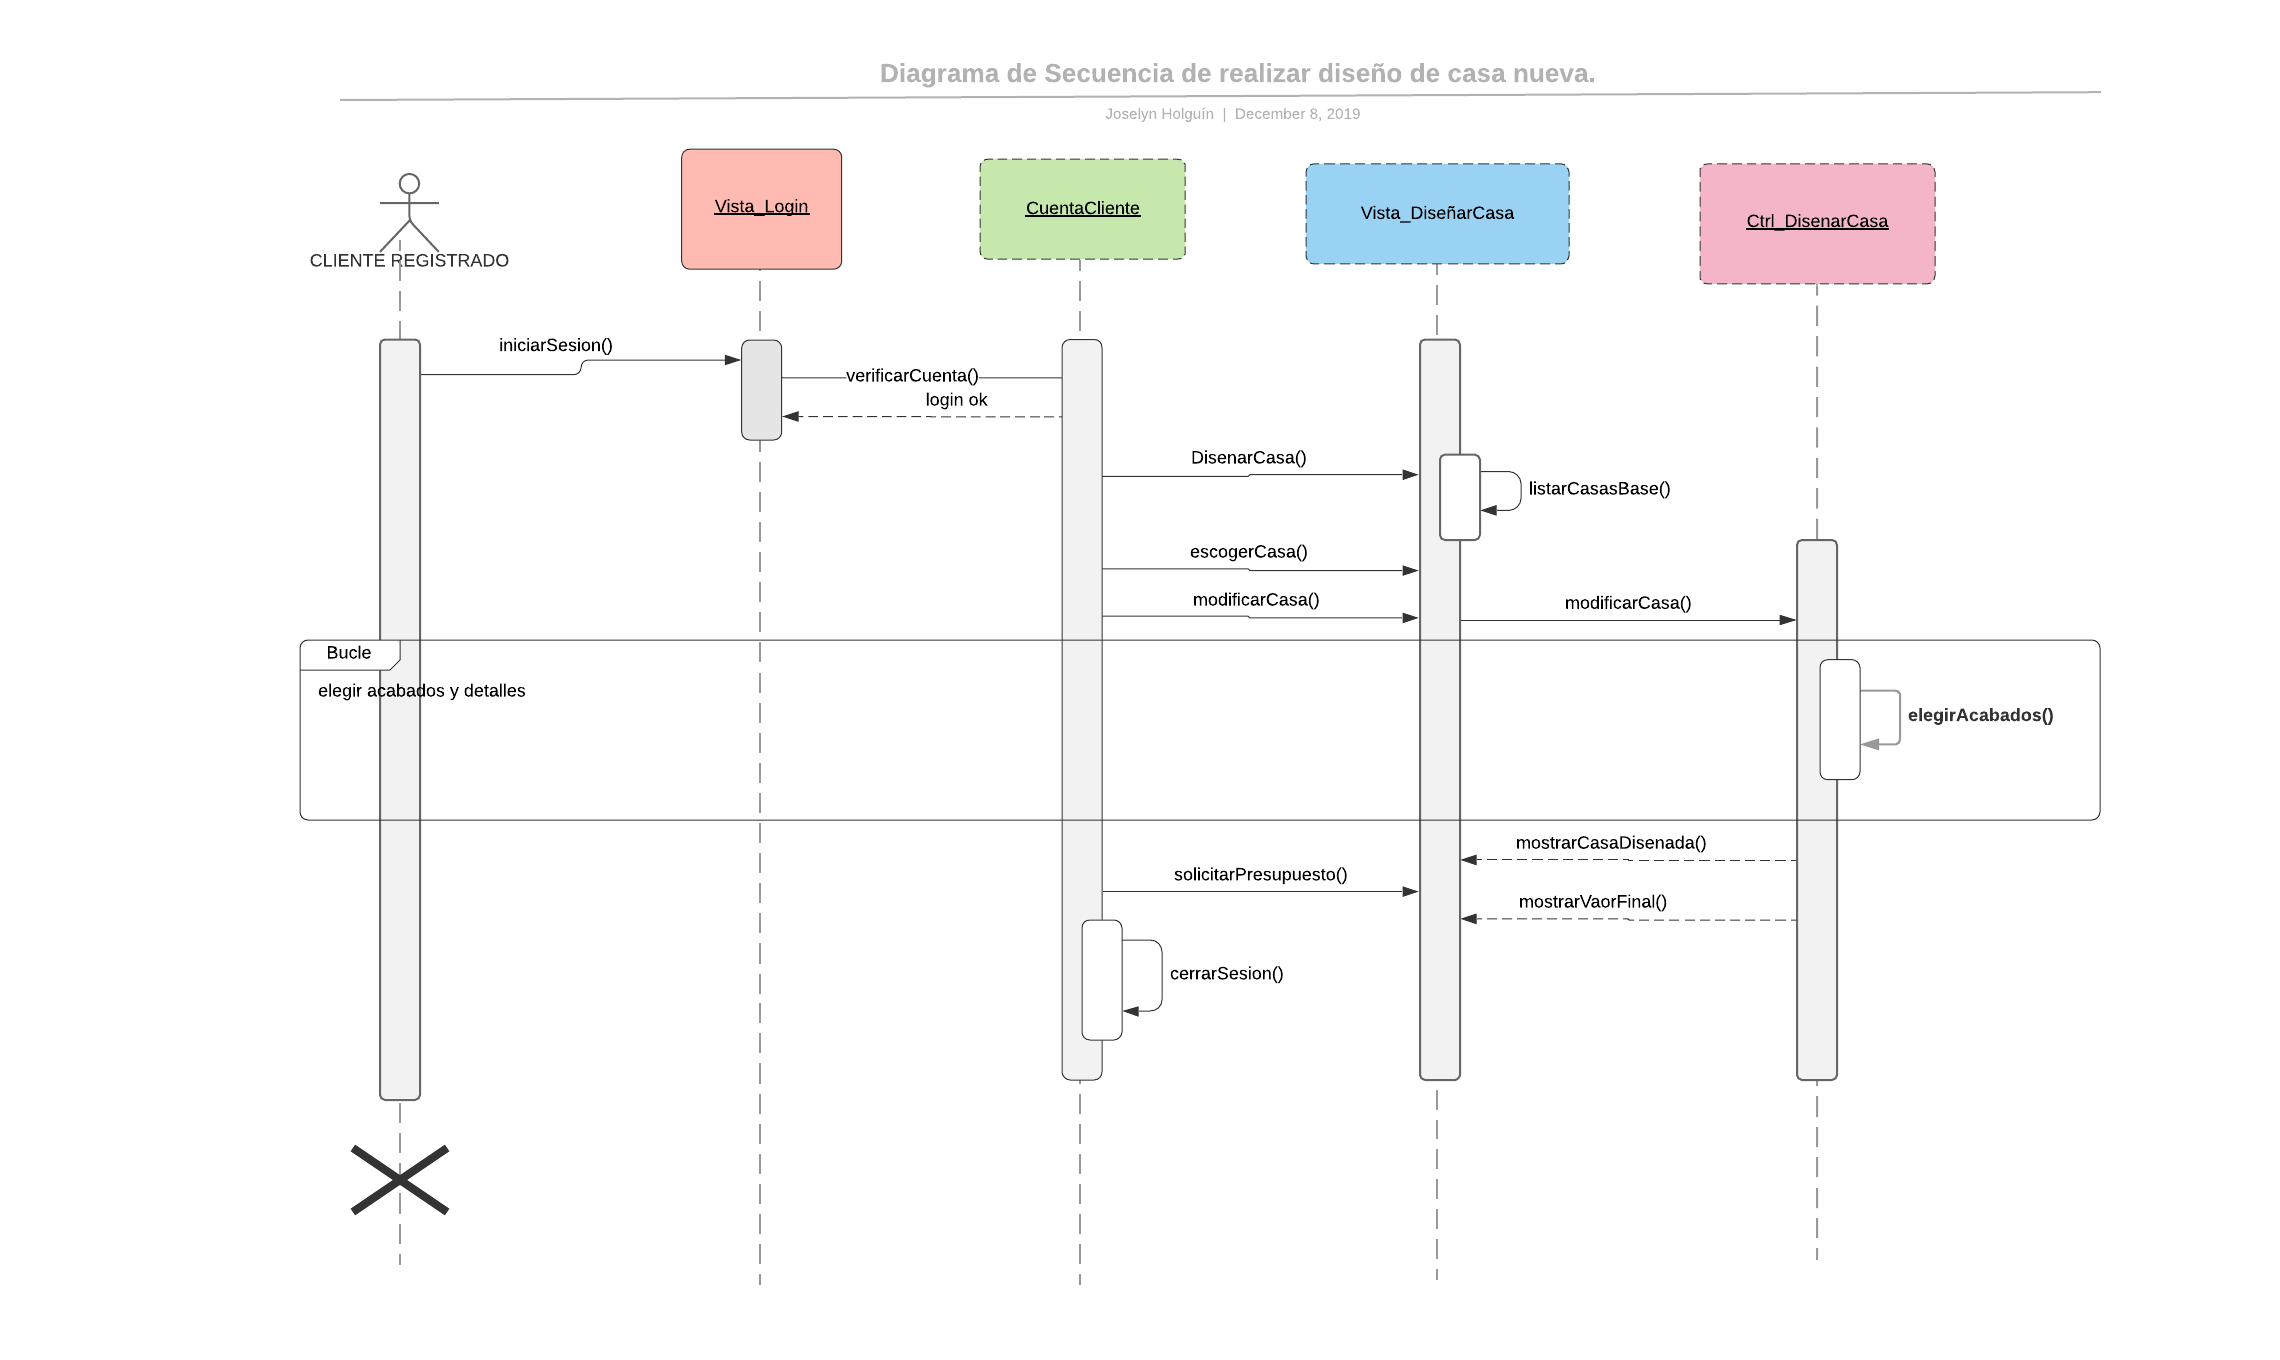 Diagrama de Secuencia de realizar diseño de casa nueva.
Joselyn Holguín | December 8, 2019
CLIENTE REGISTRADO
Vista_Login
CuentaCliente
Vista_DiseñarCasa
Ctrl_DisenarCasa
iniciarSesion()
verificarCuenta()
login ok
DisenarCasa()
listarCasasBase()
escogerCasa()
modificarCasa()
modificarCasa()
Bucle
elegir acabados y detalles
elegirAcabados()
mostrarCasaDisenada()
solicitarPresupuesto()
mostrarVaorFinal()
cerrarSesion()